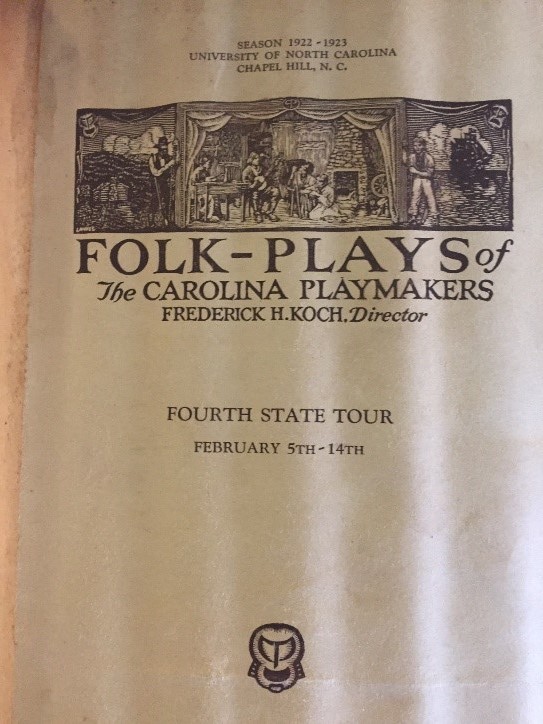 SEASON 1922-1923
UNIVERSITY OF NORTH CAROLINA
CHAPEL HILL, N. C.
FOLK-PLAYS of
The CAROLINA PLAYMAKERS
FREDERICK H. KOCH, Director
FOURTH STATE TOUR
FEBRUARY 5TH-14TH